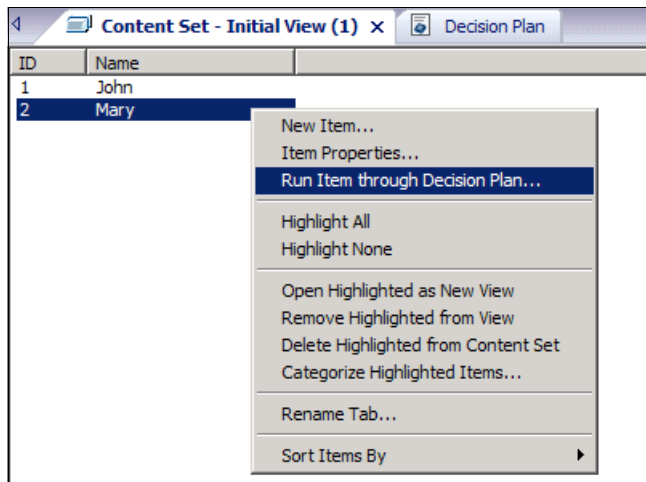 Content Set - Initial View (1) Decision Plan
ID Name
1 John
2 Mary
New Item...
Item Properties...
Run Item through Decision Plan...
Highlight All
Highlight None
Open Highlighted as New View
Remove Highlighted from View
Delete Highlighted from Content Set
Categorize Highlighted Items...
Rename Tab...
Sort Items By